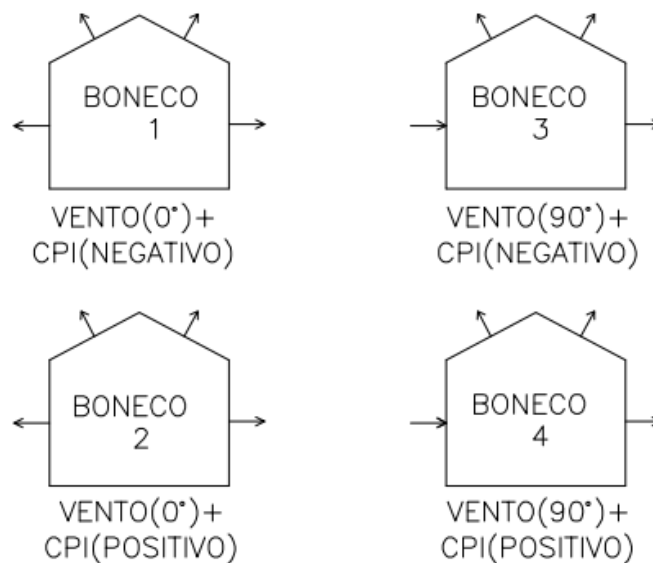 BONECO
1
VENTO(0°)+
CPI(NEGATIVO)
BONECO
3
VENTO(90°)+
CPI(NEGATIVO)
BONECO
2
VENTO(0°)+
CPI(POSITIVO)
BONECO
4
VENTO(90°)+
CPI(POSITIVO)